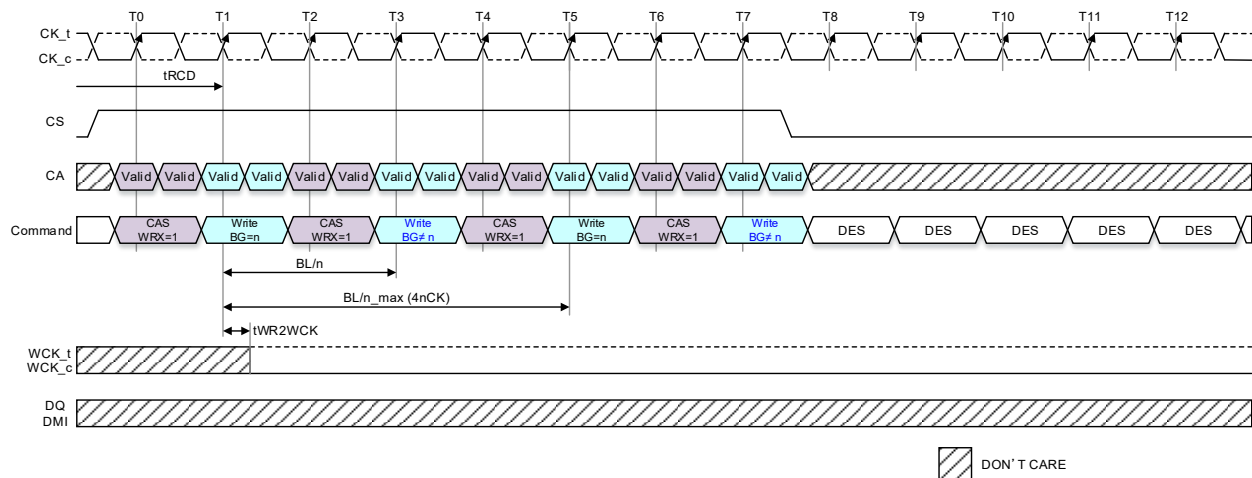 T0 T1 T2 T3 T4 T5 T6 T7 T8 T9 T10 T11 T12
CK_t
CK_c
tRCD
CS
CA Valid Valid Valid Valid Valid Valid Valid Valid Valid Valid Valid Valid Valid Valid Valid Valid
Command CAS WRX=1 Write BG=n CAS WRX=1 Write BG≠ n CAS WRX=1 Write BG=n CAS WRX=1 Write BG≠ n DES DES DES DES DES
BL/n
BL/n_max (4nCK)
tWR2WCK
WCK_t
WCK_c
DQ
DMI
DON'T CARE